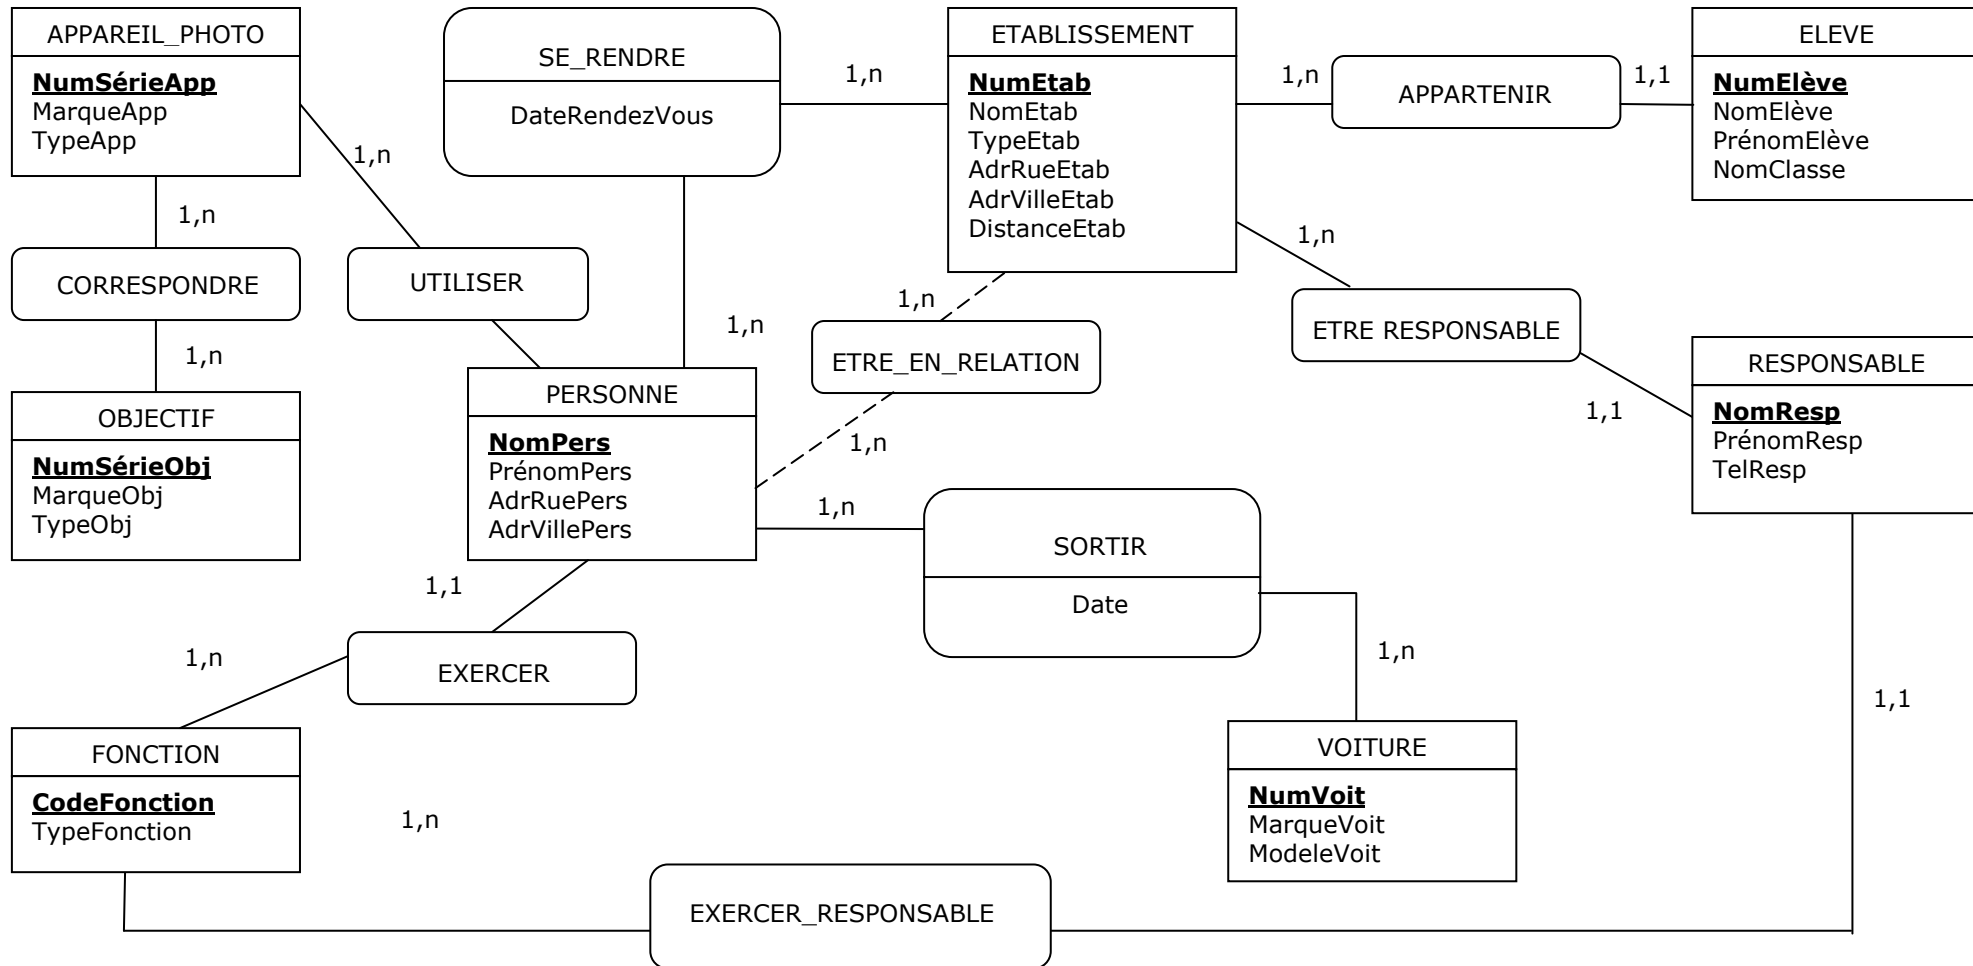 APPAREIL_PHOTO
NumSérieApp
MarqueApp
TypeApp
SE_RENDRE
DateRendezVous
1,n
ETABLISSEMENT
NumEtab
NomEtab
TypeEtab
AdrRueEtab
AdrVilleEtab
DistanceEtab
1,n
APPARTENIR
1,1
ELEVE
NumElève
NomElève
PrénomElève
NomClasse
1,n
1,n
1,n
CORRESPONDRE
UTILISER
1,n
1,n
ETRE_EN_RELATION
ETRE RESPONSABLE
1,n
1,n
1,n
1,1
OBJECTIF
NumSérieObj
MarqueObj
TypeObj
PERSONNE
NomPers
PrénomPers
AdrRuePers
AdrVillePers
RESPONSABLE
NomResp
PrénomResp
TelResp
1,n
SORTIR
Date
1,1
1,n
EXERCER
1,n
1,1
FONCTION
CodeFonction
TypeFonction
1,n
VOITURE
NumVoit
MarqueVoit
ModeleVoit
EXERCER_RESPONSABLE